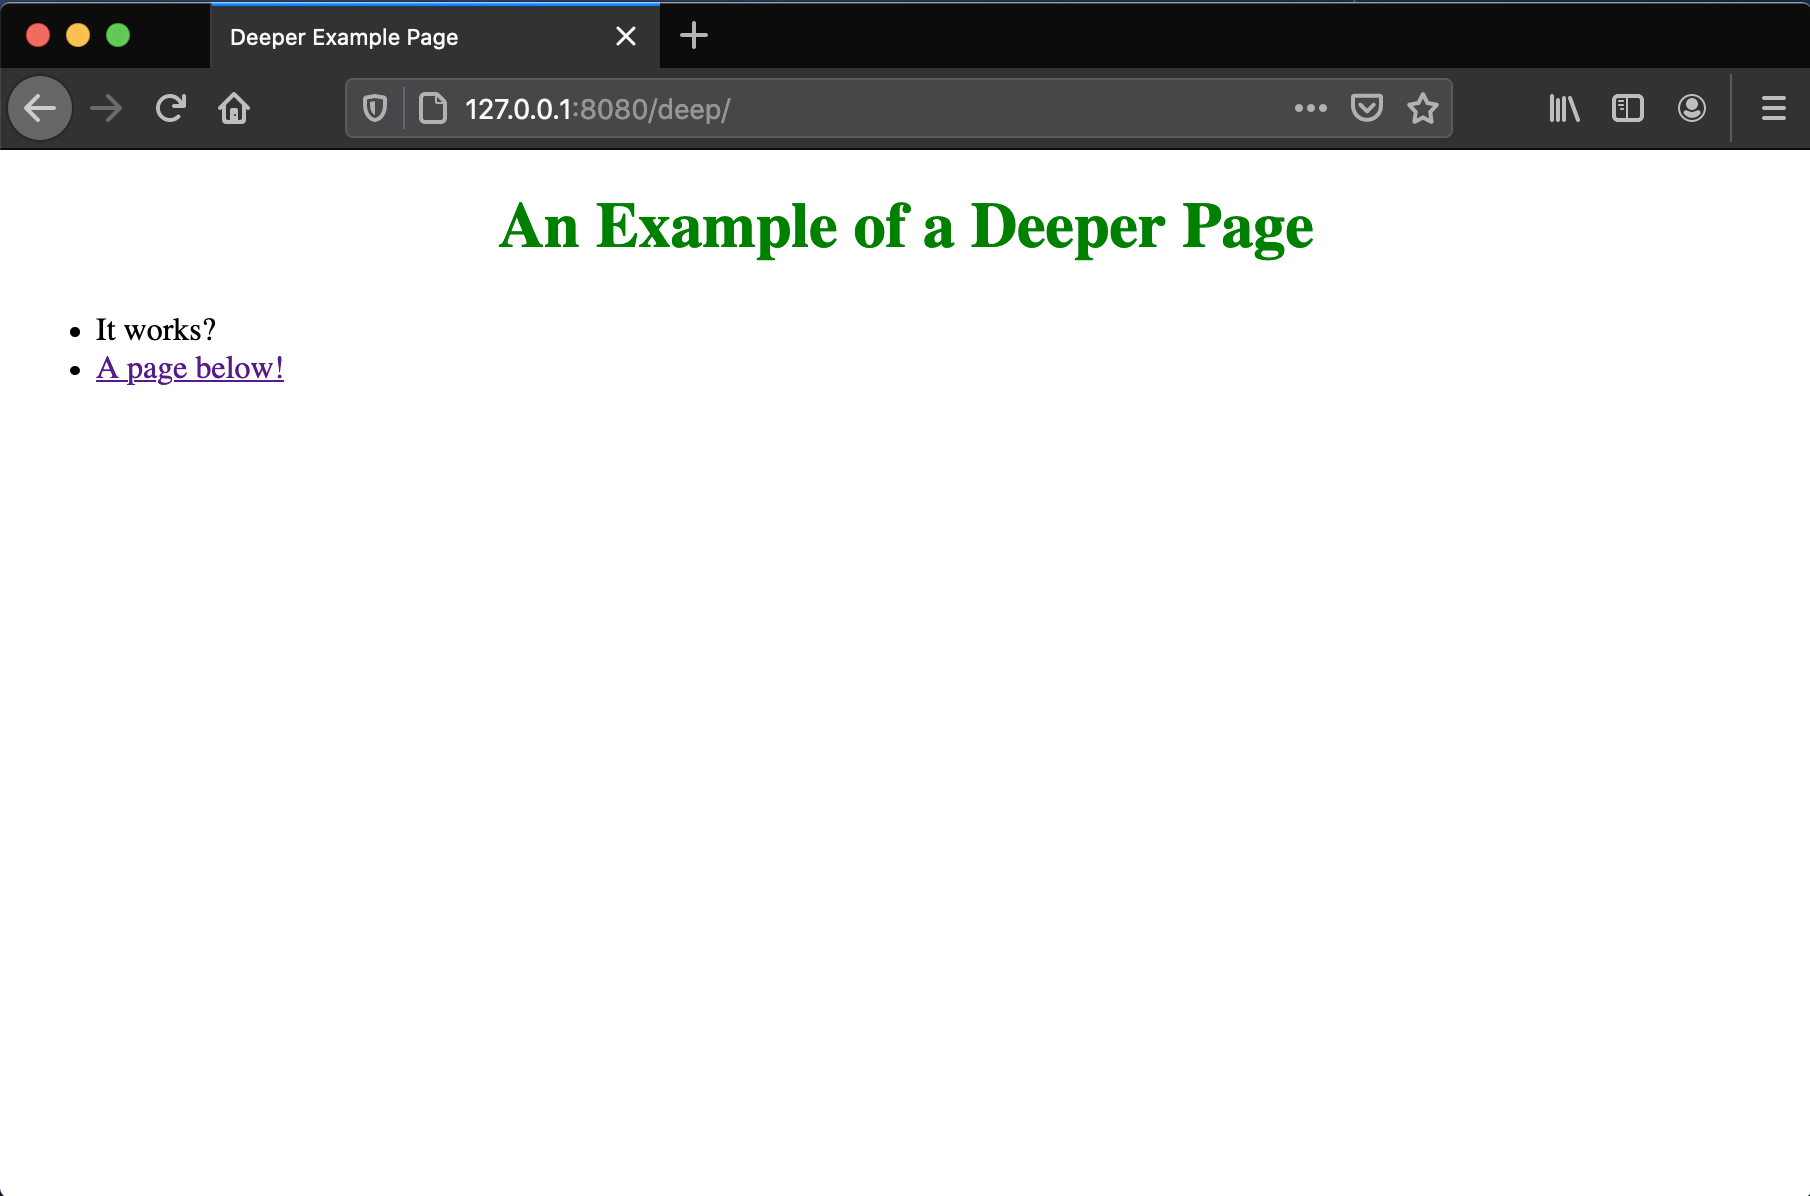 Deeper Example Page
127.0.0.1:8080/deep/
An Example of a Deeper Page
It works?
A page below!